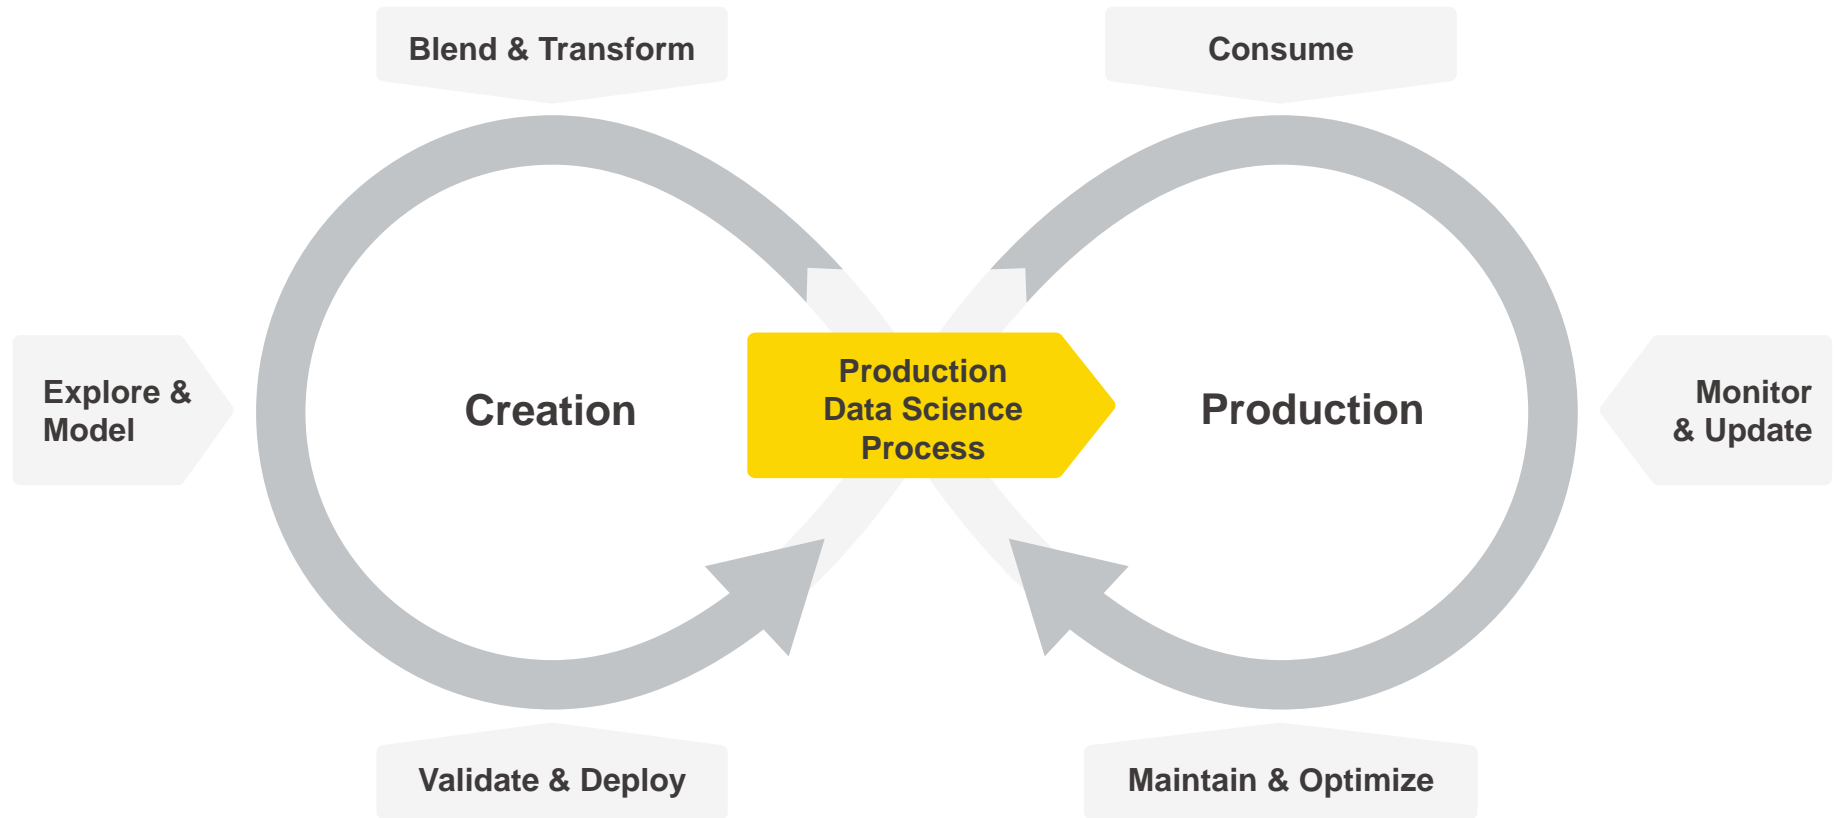 Blend & Transform
Consume
Explore &
Model
Creation
Production
Data Science
Process
Production
Monitor
& Update
Validate & Deploy
Maintain & Optimize